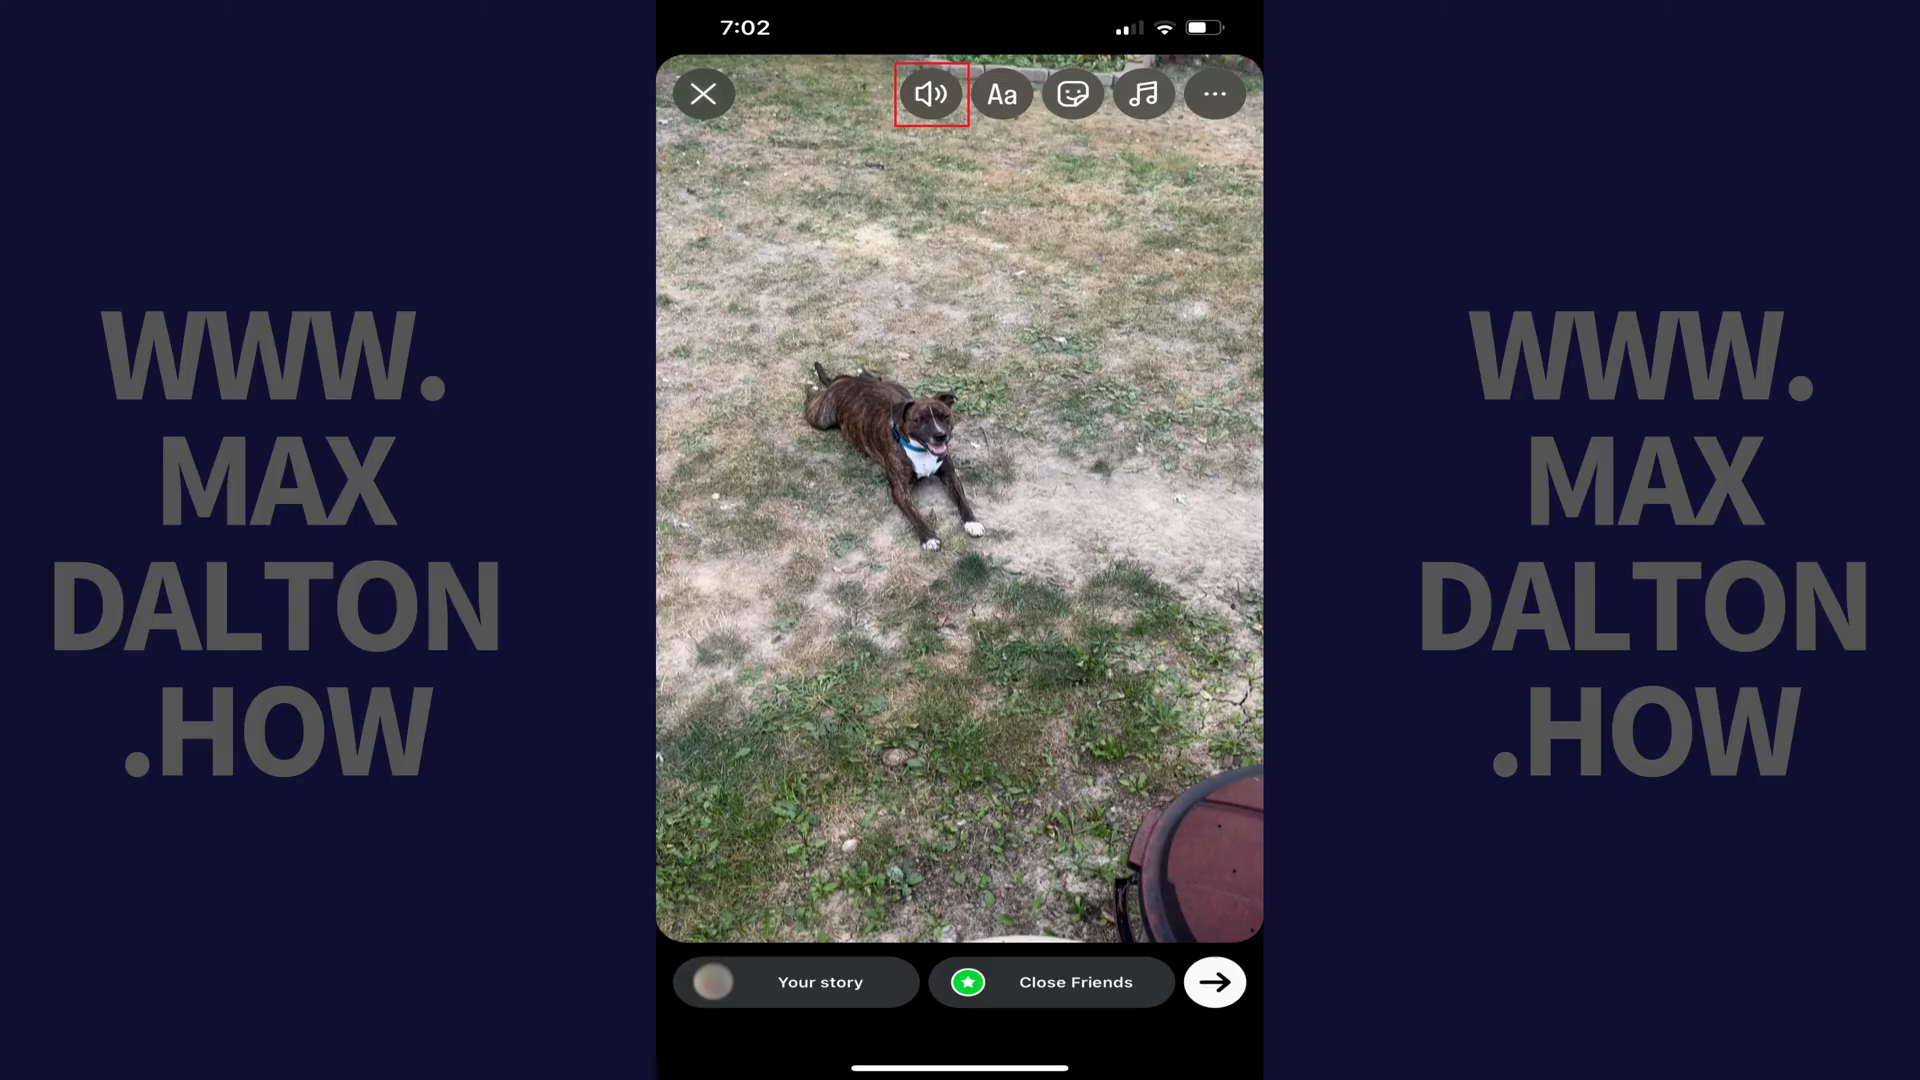 7:02
Aa
WWW.
MAX
DALTON
.HOW
WWW.
MAX
DALTON
.HOW
Your story
Close Friends